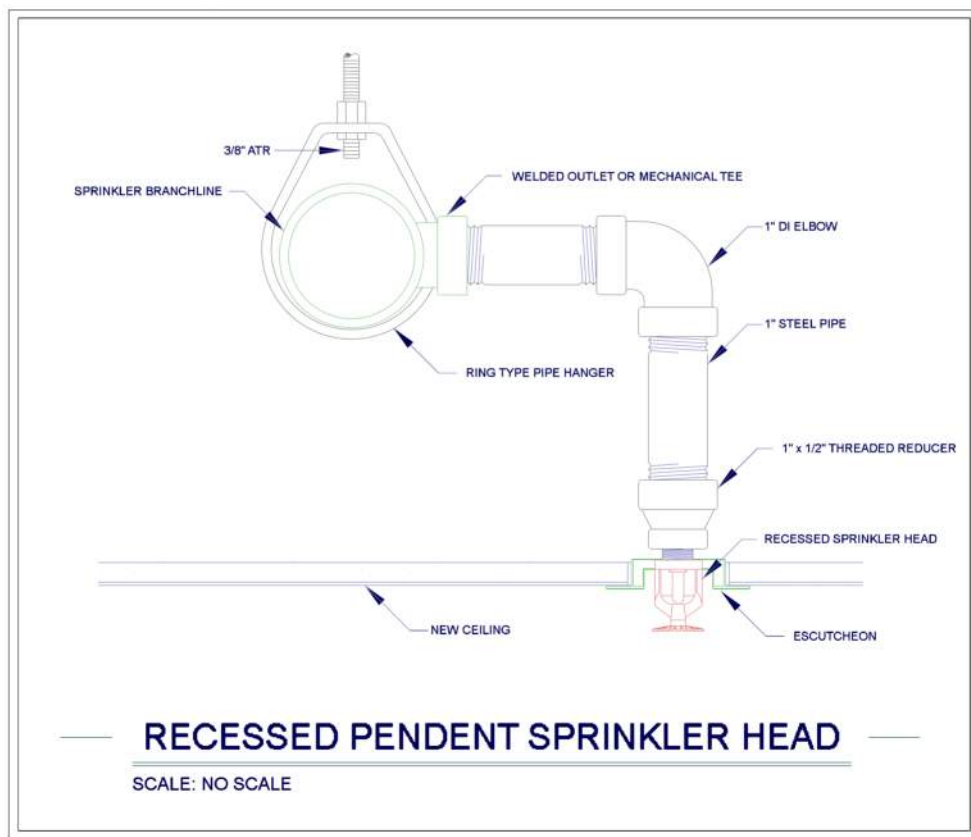 3/8" ATR
SPRINKLER BRANCHLINE
WELDED OUTLET OR MECHANICAL TEE
1" DI ELBOW
1" STEEL PIPE
RING TYPE PIPE HANGER
1" x 1/2" THREADED REDUCER
RECESSED SPRINKLER HEAD
NEW CEILING
ESCUTCHEON
RECESSED PENDENT SPRINKLER HEAD
SCALE: NO SCALE